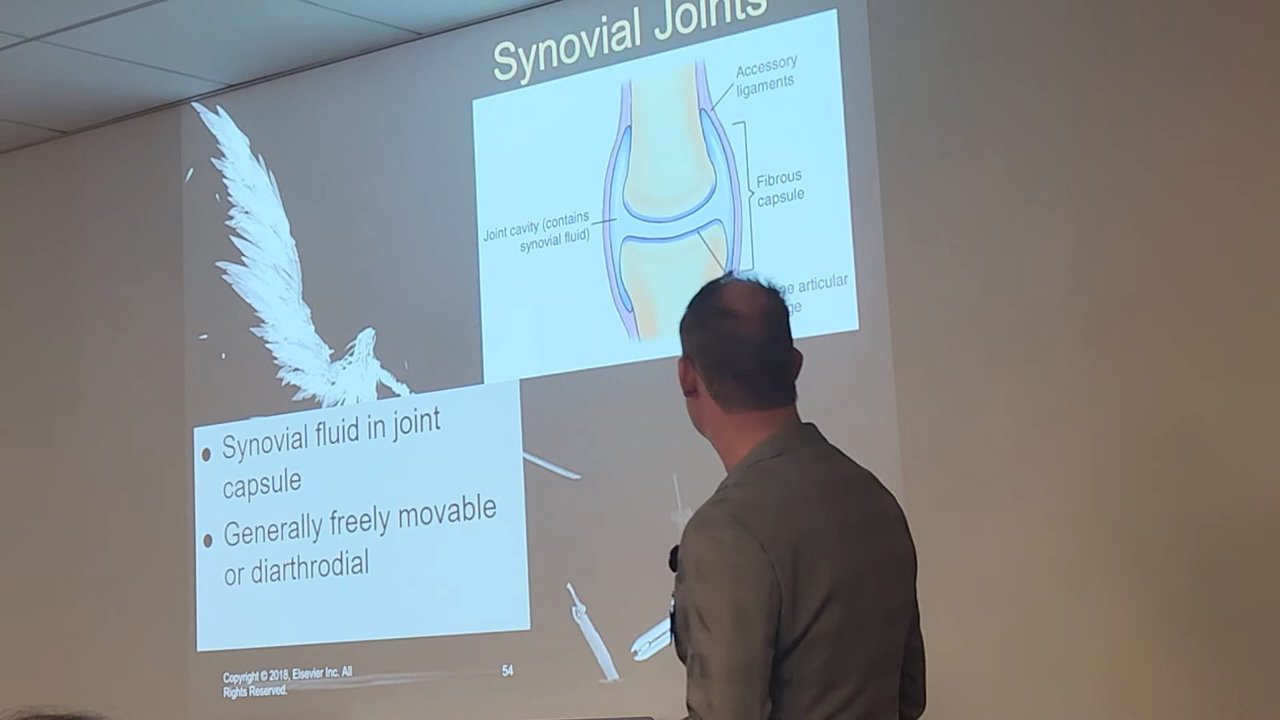 Synovial Joints
Accessory
ligaments
Fibrous
capsule
Joint cavity (contains
synovial fluid)
articular
Synovial fluid in joint
capsule
Generally freely movable
or diarthrodial
Copyright © 2018, Elsevier Inc. All
Rights Reserved.
54